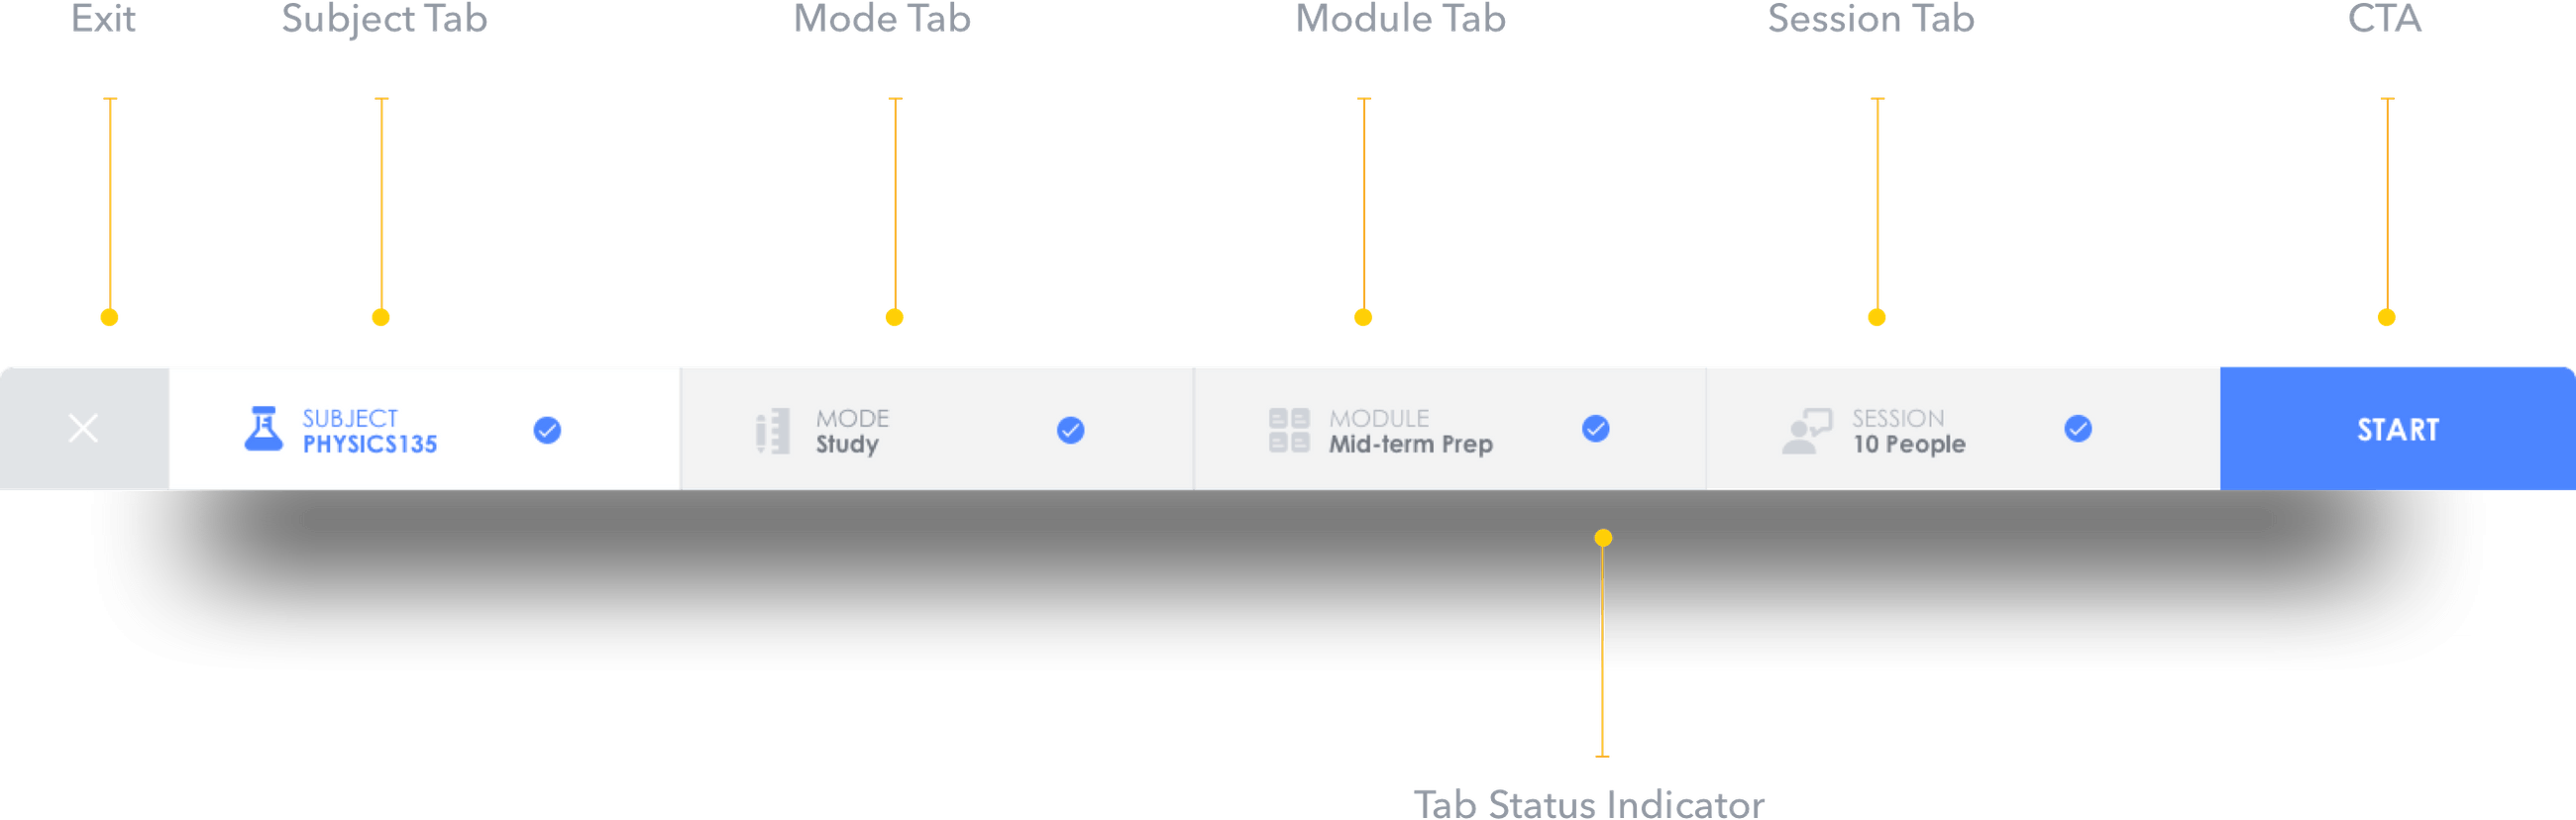 Exit
Subject Tab
Mode Tab
Module Tab
Session Tab
CTA
SUBJECT
PHYSICS135
MODE
Study
MODULE
Mid-term Prep
SESSION
10 People
START
Tab Status Indicator